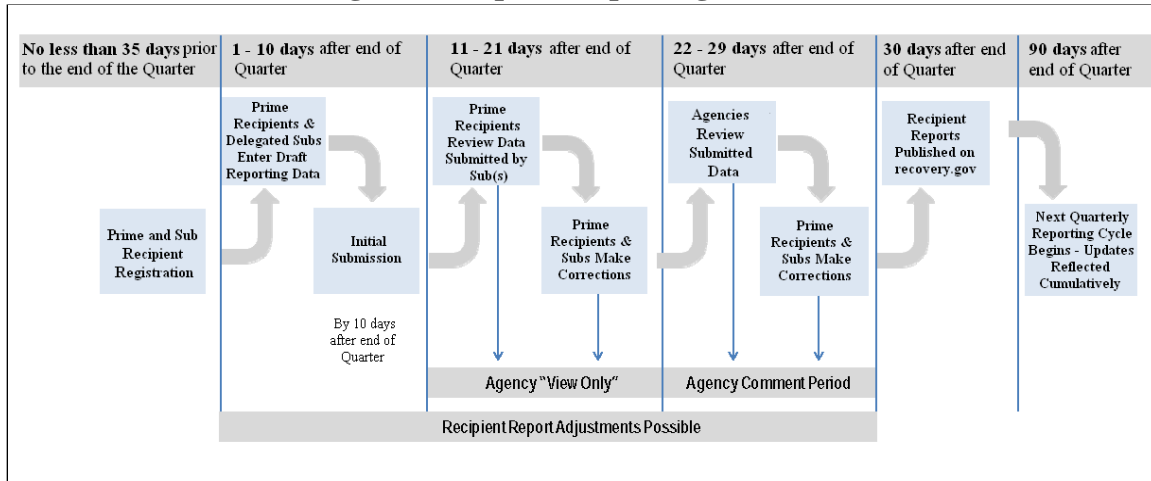 No less than 35 days prior
to the end of the Quarter
1 - 10 days after end of
Quarter
11 - 21 days after end of
Quarter
22 - 29 days after end of
Quarter
30 days after end
of Quarter
90 days after
end of Quarter
Prime
Recipients &
Delegated Subs
Enter Draft
Reporting Data
Prime
Recipients
Review Data
Submitted by
Sub(s)
Agencies
Review
Submitted
Data
Recipient
Reports
Published on
recovery.gov
Prime and Sub
Recipient
Registration
Initial
Submission
Prime
Recipients &
Subs Make
Corrections
Prime
Recipients &
Subs Make
Corrections
Next Quarterly
Reporting Cycle
Begins - Updates
Reflected
Cumulatively
By 10 days
after end of
Quarter
Agency "View Only"
Agency Comment Period
Recipient Report Adjustments Possible